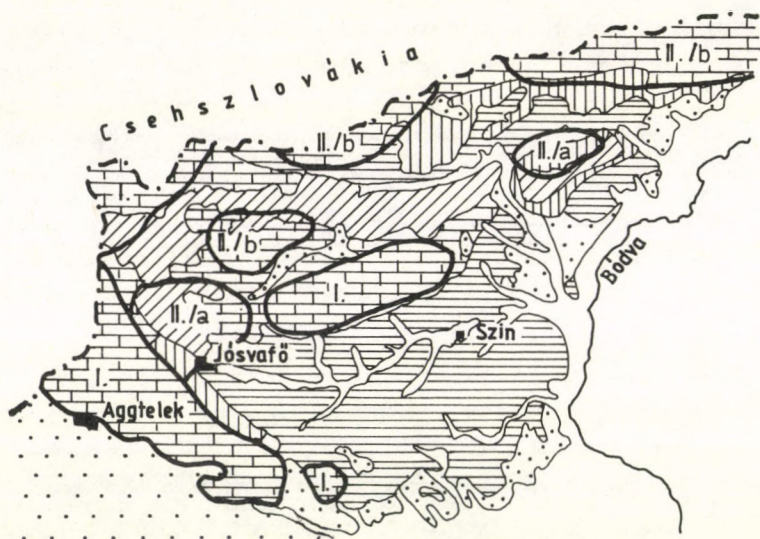 Csehszlovákia
II./b
II./b
II./a
II./b
I.
II./a
Bódva
Szin
Jósvafő
I.
Aggtelek
I.